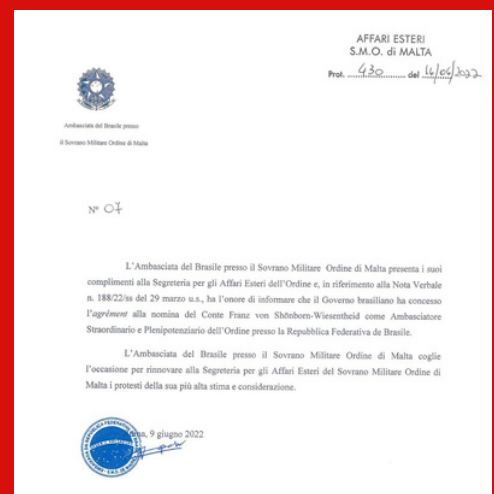 AFFARI ESTERI
S.M.O. di MALTA
Prot. 430 del 16/06/2022
Ambasciata del Brasile presso
il Sovrano Militare Ordine di Malta
N° 07
L'Ambasciata del Brasile presso il Sovrano Militare Ordine di Malta presenta i suoi
complimenti alla Segreteria per gli Affari Esteri dell'Ordine e, in riferimento alla Nota Verbale
n. 188/22/ss del 29 marzo u.s., ha l'onore di informare che il Governo brasiliano ha concesso
l'agrément alla nomina del Conte Franz von Shönborn-Wiesentheid come Ambasciatore
Straordinario e Plenipotenziario dell'Ordine presso la Repubblica Federativa de Brasile.
L'Ambasciata del Brasile presso il Sovrano Militare Ordine di Malta coglie
l'occasione per rinnovare alla Segreteria per gli Affari Esteri del Sovrano Militare Ordine di
Malta i protesti della sua più alta stima e considerazione.
9 giugno 2022